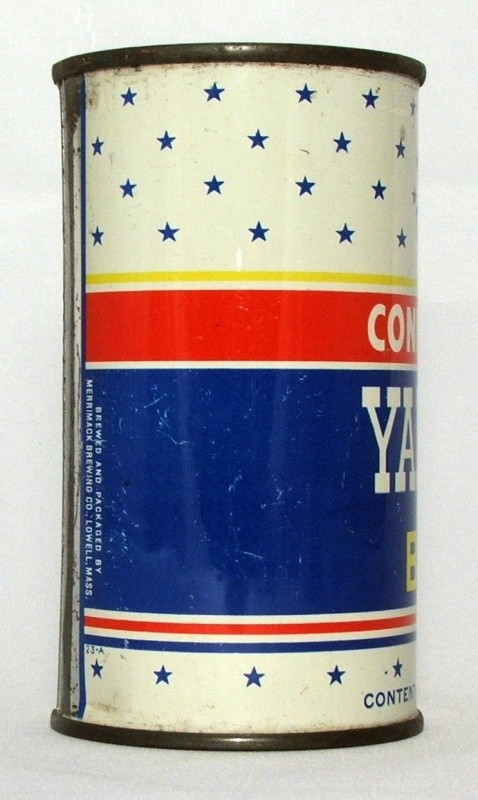 CON
YA
B
BREWED AND PACKAGED BY
MERRIMACK BREWING CO., LOWELL, MASS.
23-A
CONTENT